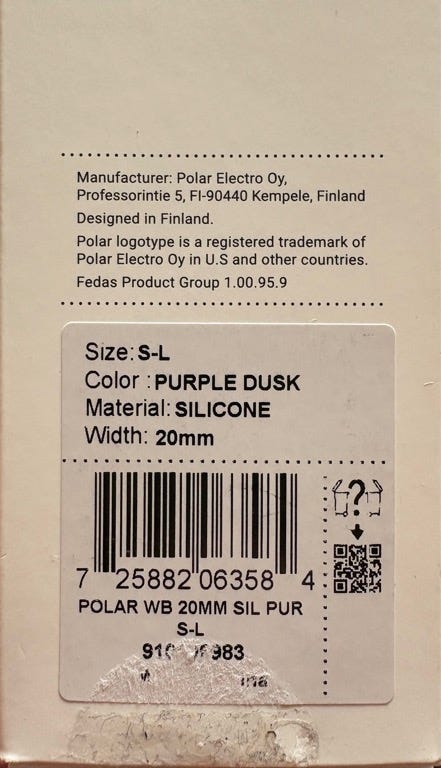 Manufacturer: Polar Electro Oy,
Professorintie 5, FI-90440 Kempele, Finland
Designed in Finland.
Polar logotype is a registered trademark of
Polar Electro Oy in U.S and other countries.
Fedas Product Group 1.00.95.9
Size: S-L
Color : PURPLE DUSK
Material: SILICONE
Width: 20mm
?
7 25882 06358 4
POLAR WB 20MM SIL PUR
S-L